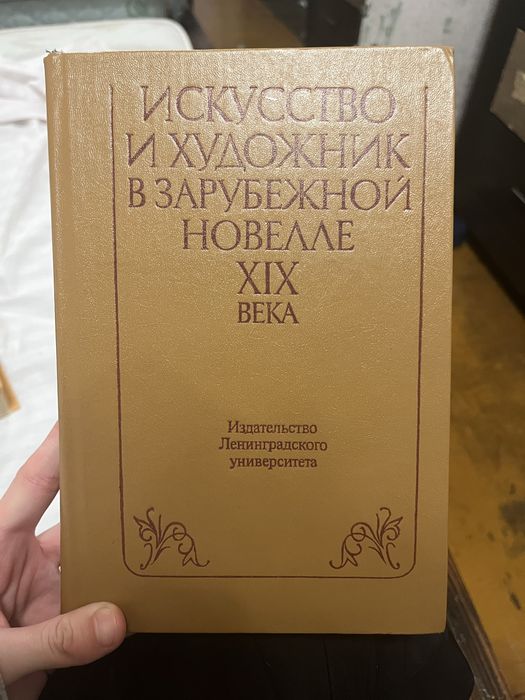 ИСКУССТВО
И ХУДОЖНИК
В ЗАРУБЕЖНОЙ
НОВЕЛЛЕ
XIX
ВЕКА
Издательство
Ленинградского
университета